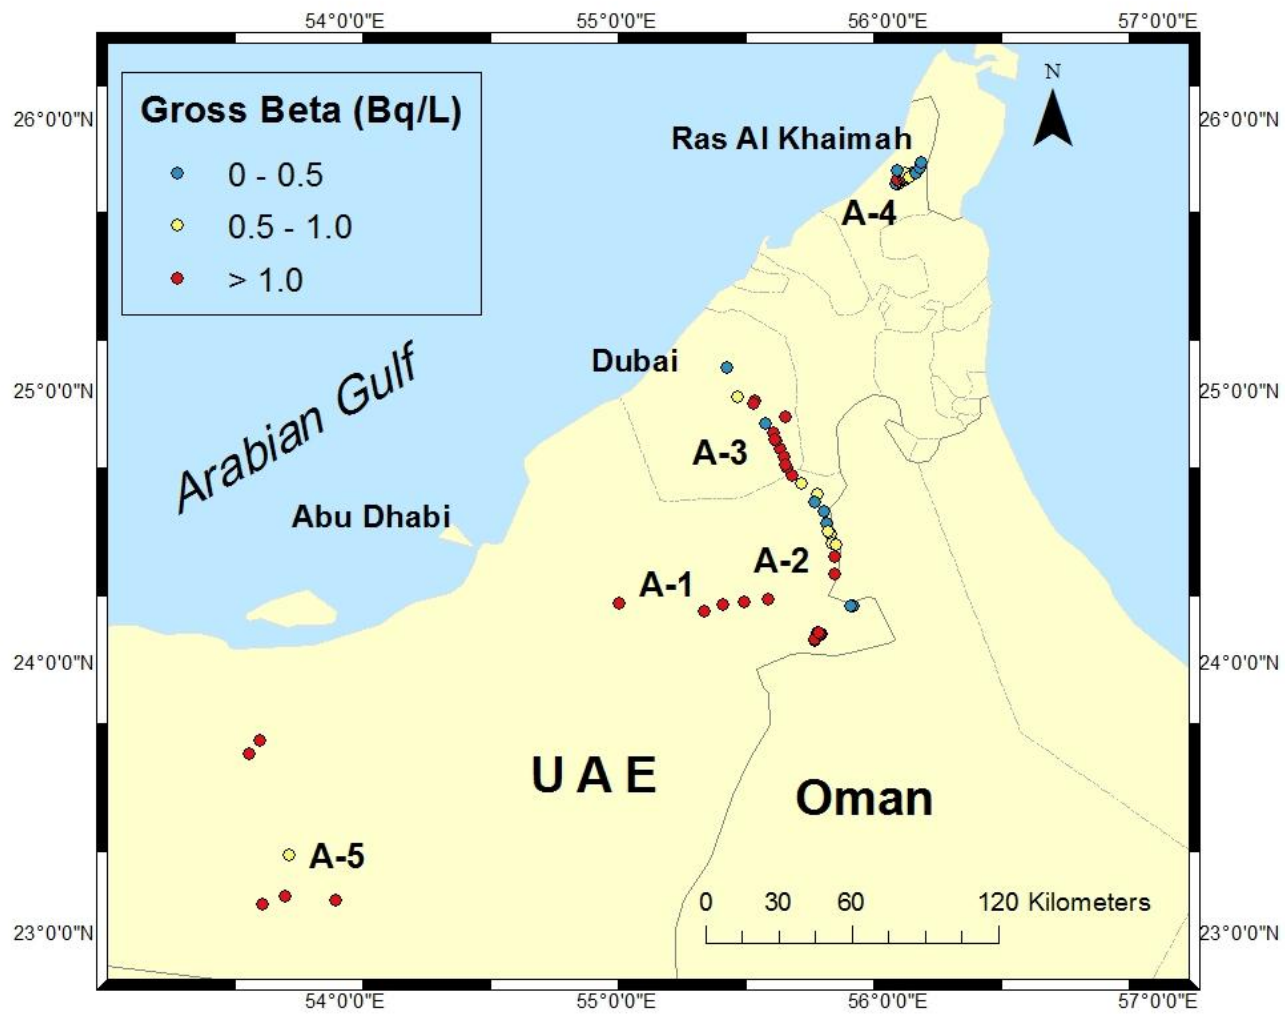 54°0'0"E 55°0'0"E 56°0'0"E 57°0'0"E
Gross Beta (Bq/L)
0 - 0.5
0.5 - 1.0
> 1.0
N
26°0'0"N
26°0'0"N
Ras Al Khaimah
A-4
Dubai
25°0'0"N
25°0'0"N
Arabian Gulf
A-3
Abu Dhabi
A-2
A-1
24°0'0"N
24°0'0"N
UAE
Oman
A-5
0 30 60 120 Kilometers
23°0'0"N
23°0'0"N
54°0'0"E 55°0'0"E 56°0'0"E 57°0'0"E